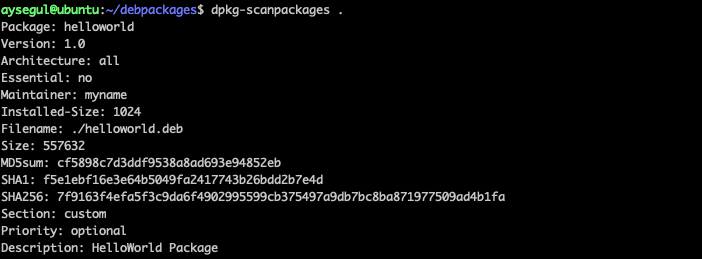 aysegul@ubuntu:~/debpackages$ dpkg-scanpackages .
Package: helloworld
Version: 1.0
Architecture: all
Essential: no
Maintainer: myname
Installed-Size: 1024
Filename: ./helloworld.deb
Size: 557632
MD5sum: cf5898c7d3ddf9538a8ad693e94852eb
SHA1: f5e1ebf16e3e64b5049fa2417743b26bdd2b7e4d
SHA256: 7f9163f4efa5f3c9da6f4902995599cb375497a9db7bc8ba871977509ad4b1fa
Section: custom
Priority: optional
Description: HelloWorld Package